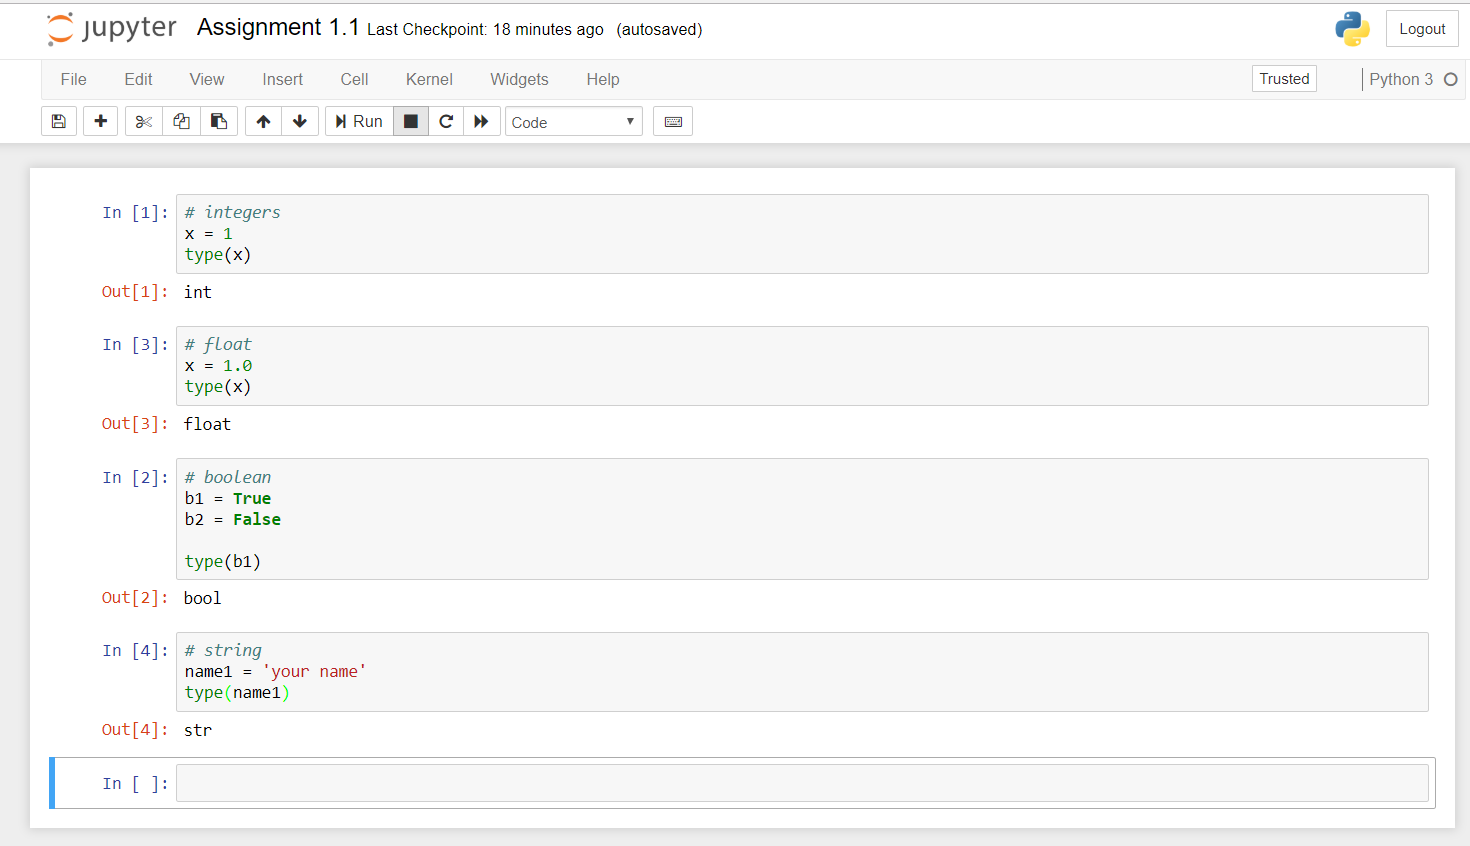 jupyter Assignment 1.1 Last Checkpoint: 18 minutes ago (autosaved) Logout
File Edit View Insert Cell Kernel Widgets Help Trusted Python 3
Run Code
In [1]: # integers
x = 1
type(x)
Out[1]: int
In [3]: # float
x = 1.0
type(x)
Out[3]: float
In [2]: # boolean
b1 = True
b2 = False
type(b1)
Out[2]: bool
In [4]: # string
name1 = 'your name'
type(name1)
Out[4]: str
In [ ]: